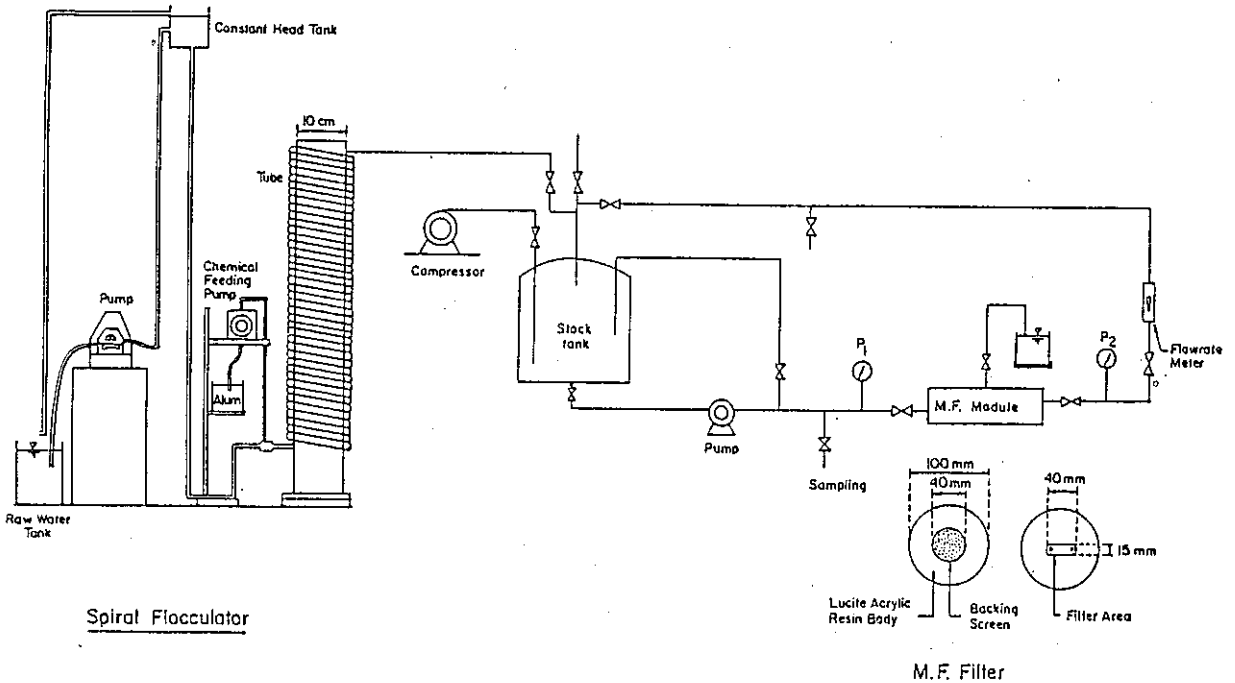 Constant Head Tank
10 cm
Tube
Compressor
Chemical
Feeding
Pump
Pump
Alum
Stock
tank
P1
P2
Flowrate
Meter
M.F. Module
Pump
Sampling
Raw Water
Tank
100 mm
40mm
40 mm
15 mm
Lucite Acrylic
Resin Body
Backing
Screen
Filter Area
Spiral Flocculator
M.F. Filter